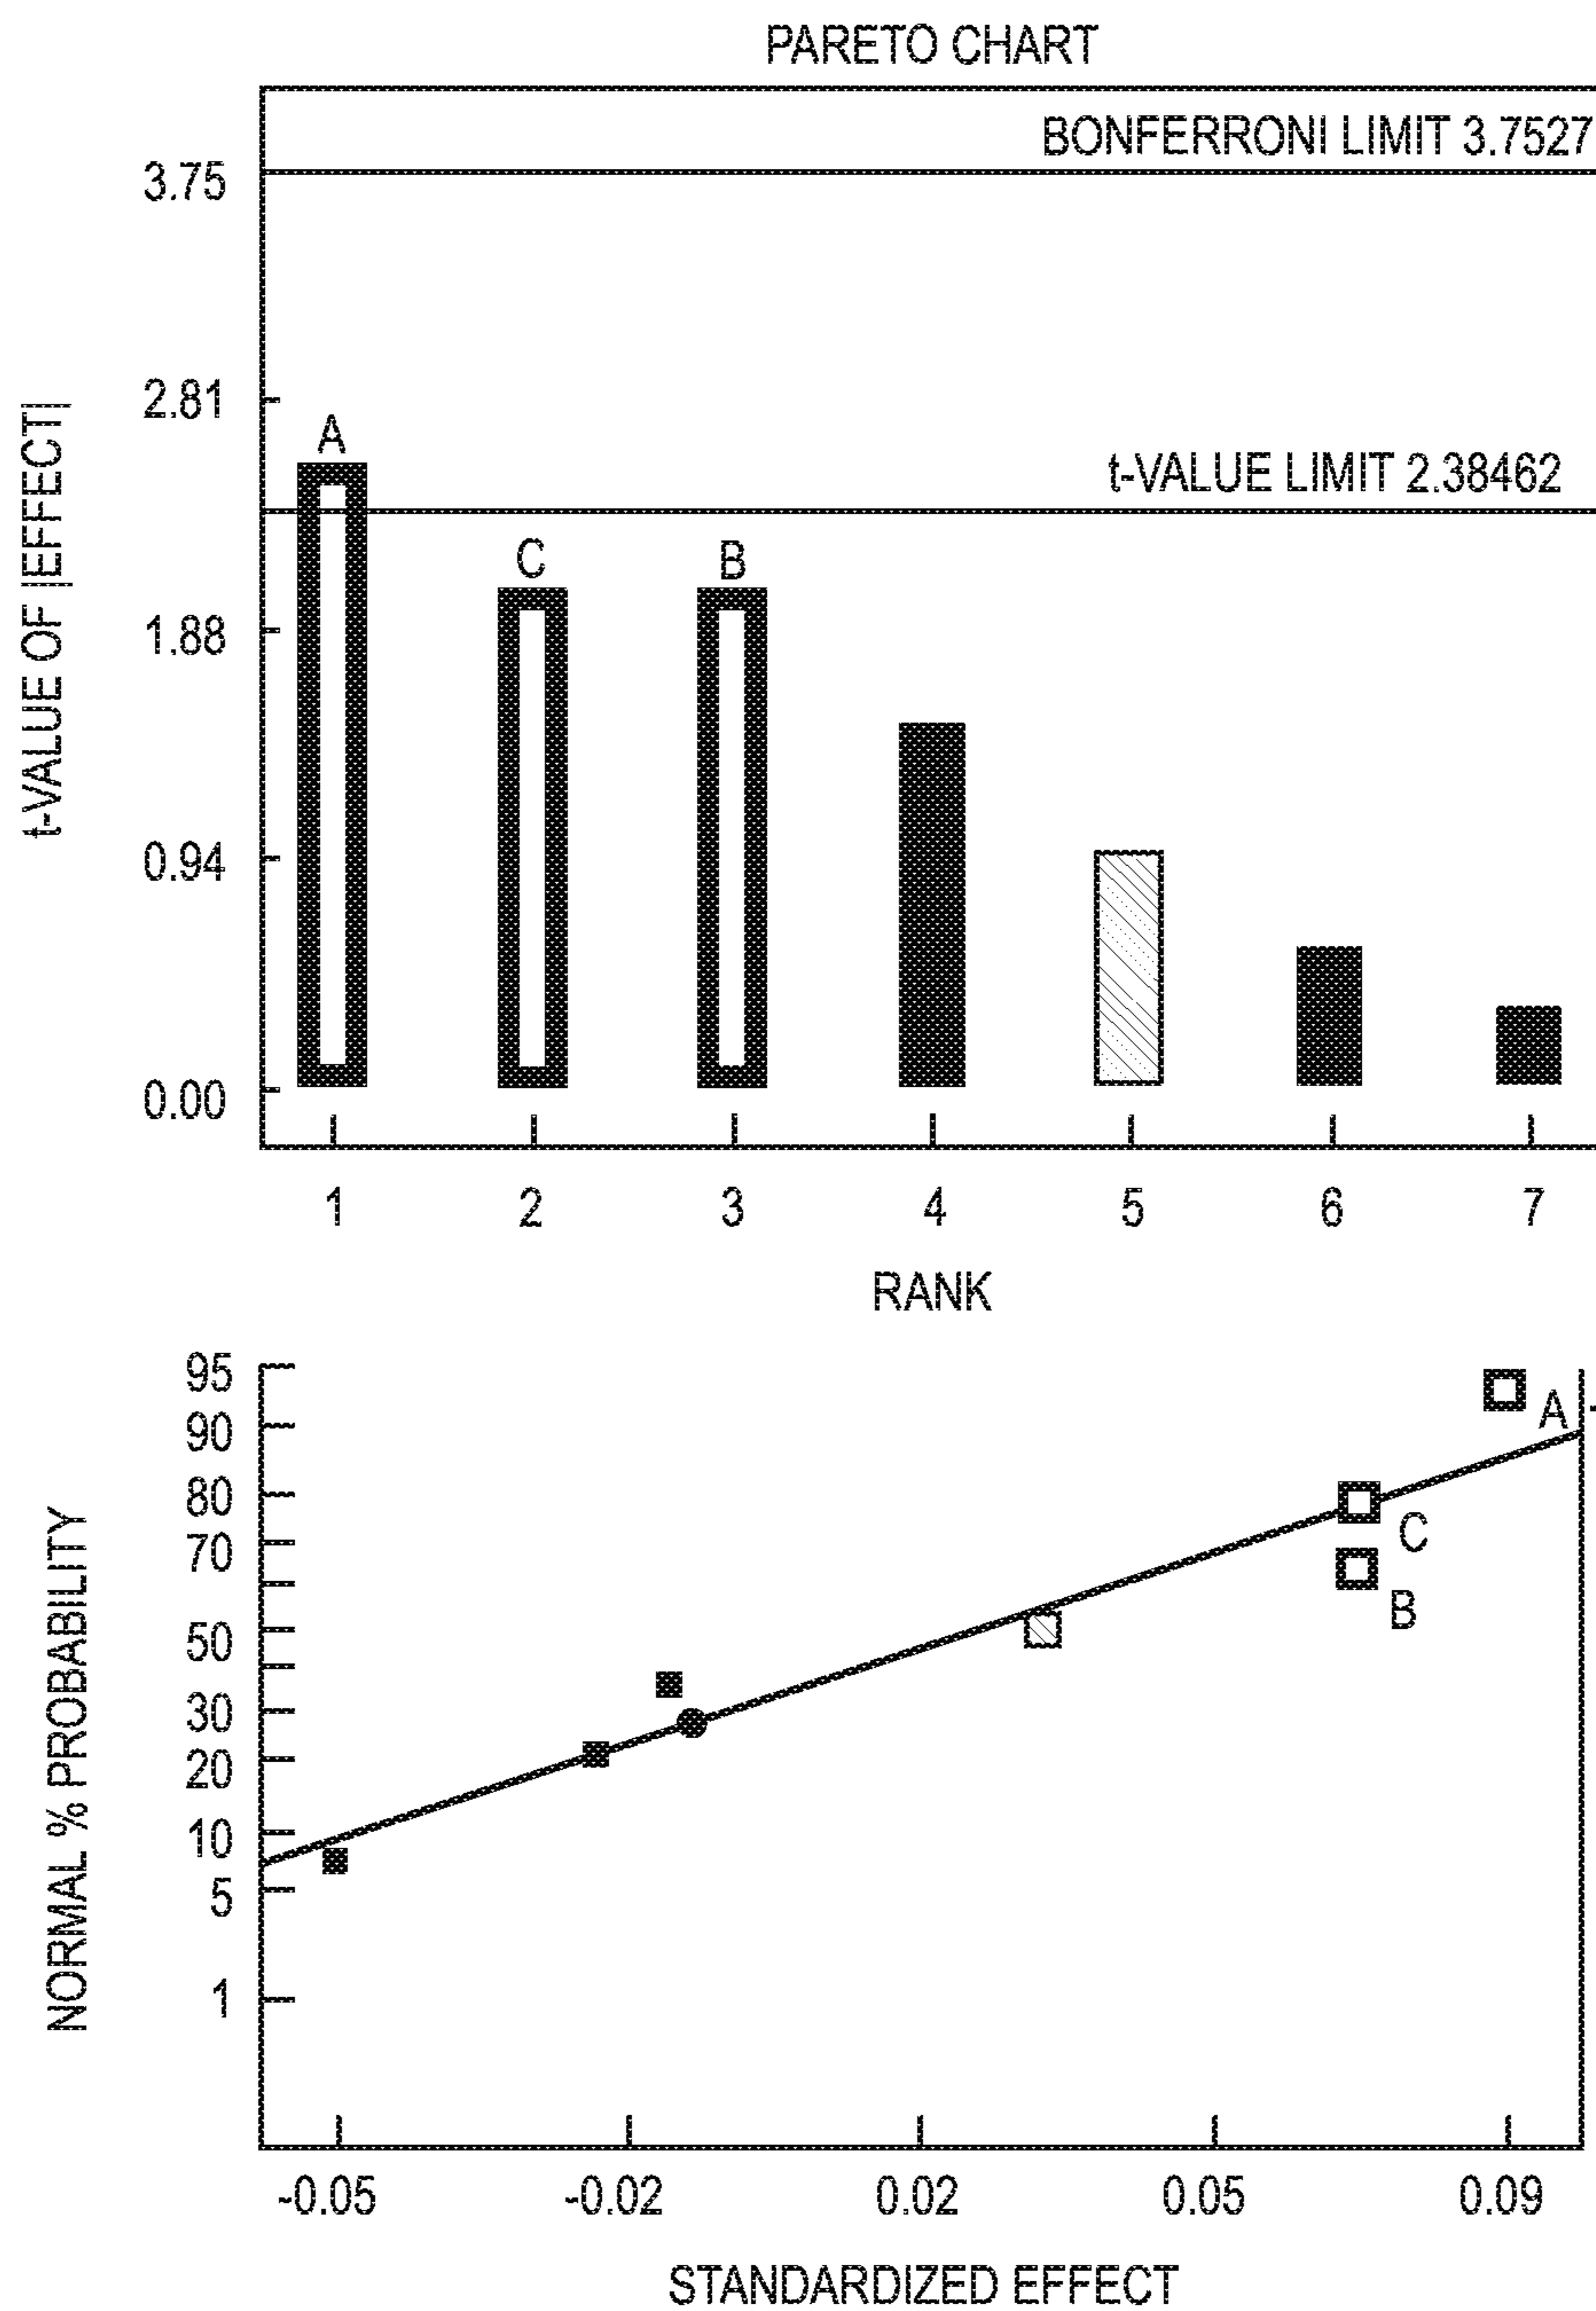 PARETO CHART
BONFERRONI LIMIT 3.7527
3.75
2.81
t-VALUE LIMIT 2.38462
A
C
B
1.88
0.94
0.00
t-VALUE OF |EFFECT|
1 2 3 4 5 6 7
RANK
95
90
80
70
50
30
20
10
5
1
A
C
B
NORMAL % PROBABILITY
-0.05 -0.02 0.02 0.05 0.09
STANDARDIZED EFFECT